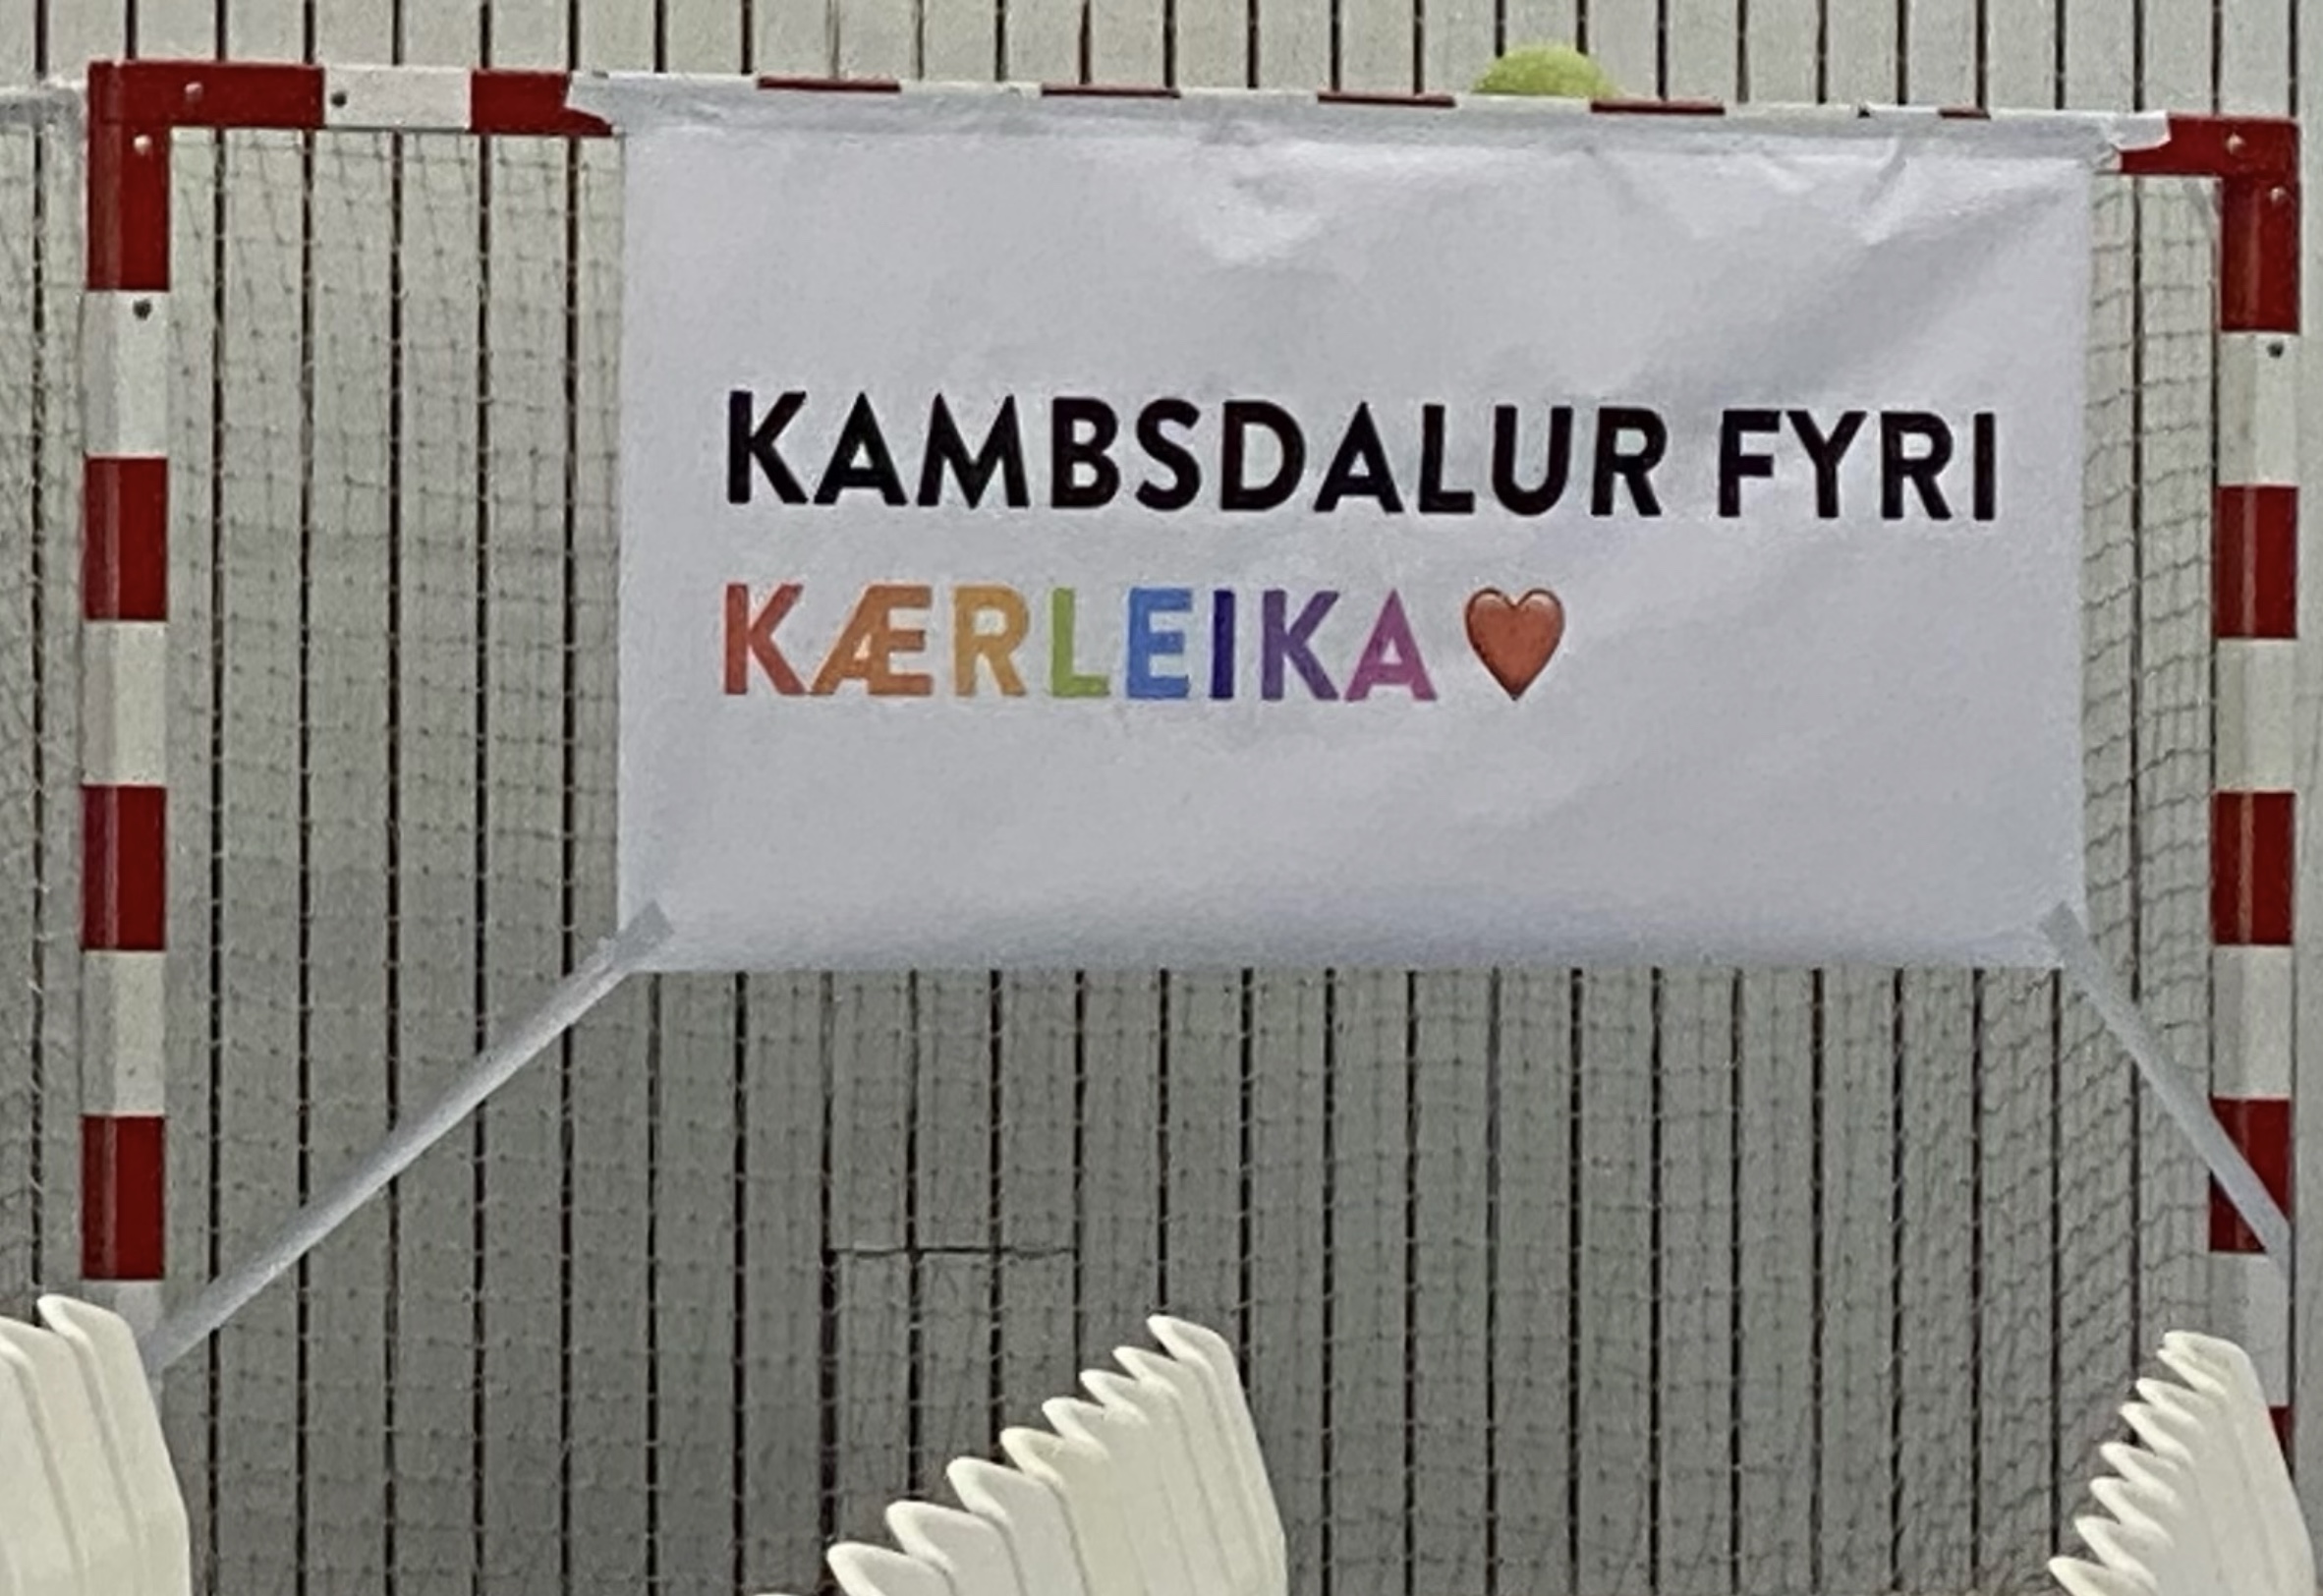 KAMBSDALUR FYRI
KÆRLEIKA ❤️